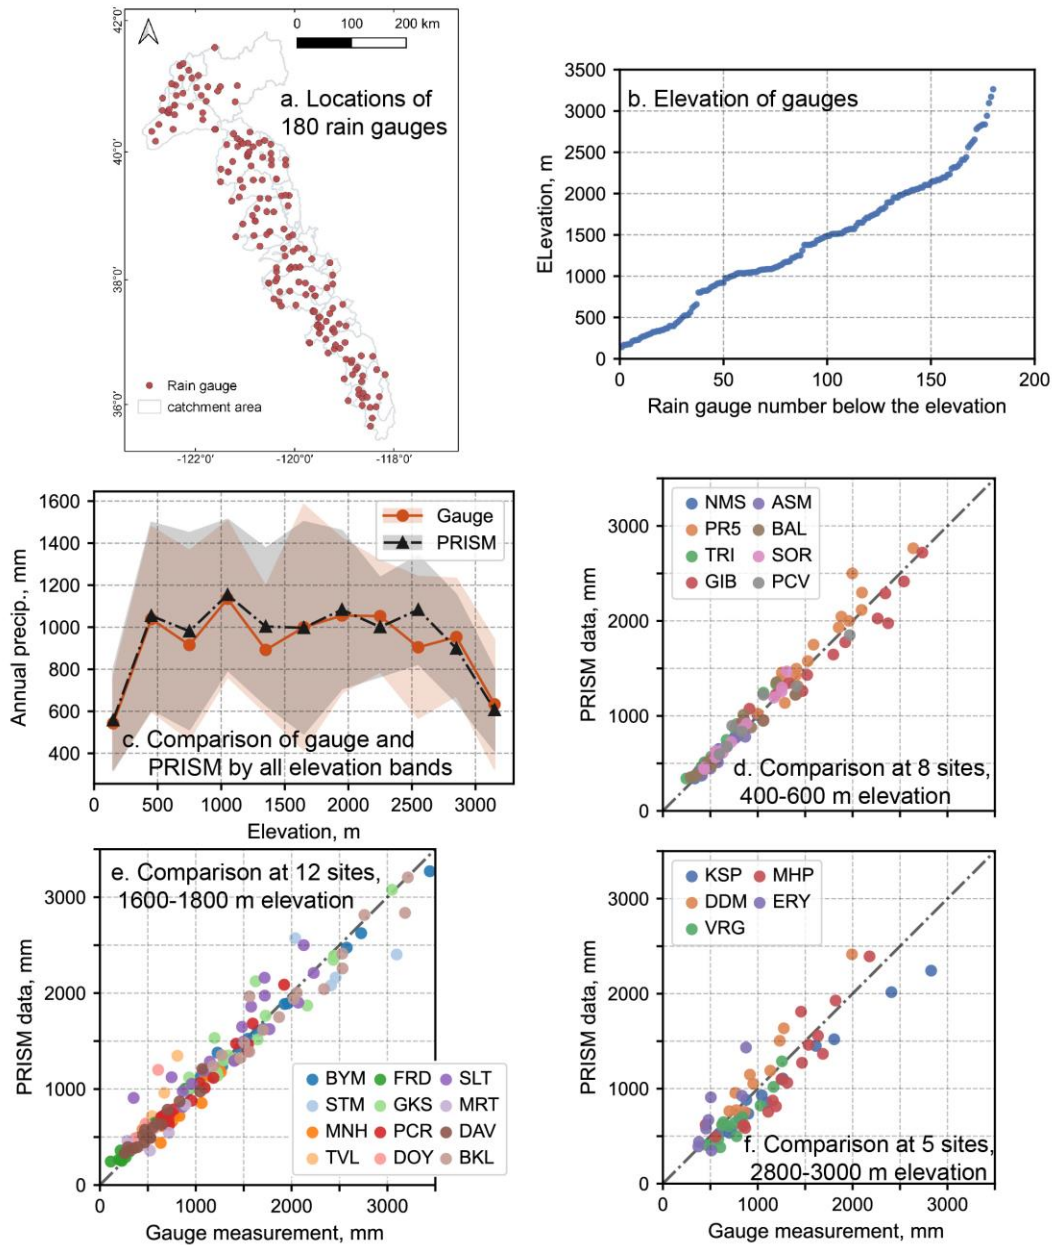 0 100 200 km
42°0'
40°0'
38°0'
36°0'
a. Locations of
180 rain gauges
Rain gauge
catchment area
-122°0' -120°0' -118°0'
3500
3000
2500
2000
1500
1000
500
0
Elevation, m
b. Elevation of gauges
0 50 100 150 200
Rain gauge number below the elevation
1600
1400
1200
1000
800
600
400
Annual precip., mm
Gauge
PRISM
c. Comparison of gauge and
PRISM by all elevation bands
0 500 1000 1500 2000 2500 3000
Elevation, m
3000
2000
1000
0
PRISM data, mm
NMS ASM
PR5 BAL
TRI SOR
GIB PCV
d. Comparison at 8 sites,
400-600 m elevation
3000
2000
1000
0
PRISM data, mm
e. Comparison at 12 sites,
1600-1800 m elevation
BYM FRD SLT
STM GKS MRT
MNH PCR DAV
TVL DOY BKL
0 1000 2000 3000
Gauge measurement, mm
3000
2000
1000
0
PRISM data, mm
KSP MHP
DDM ERY
VRG
f. Comparison at 5 sites,
2800-3000 m elevation
0 1000 2000 3000
Gauge measurement, mm